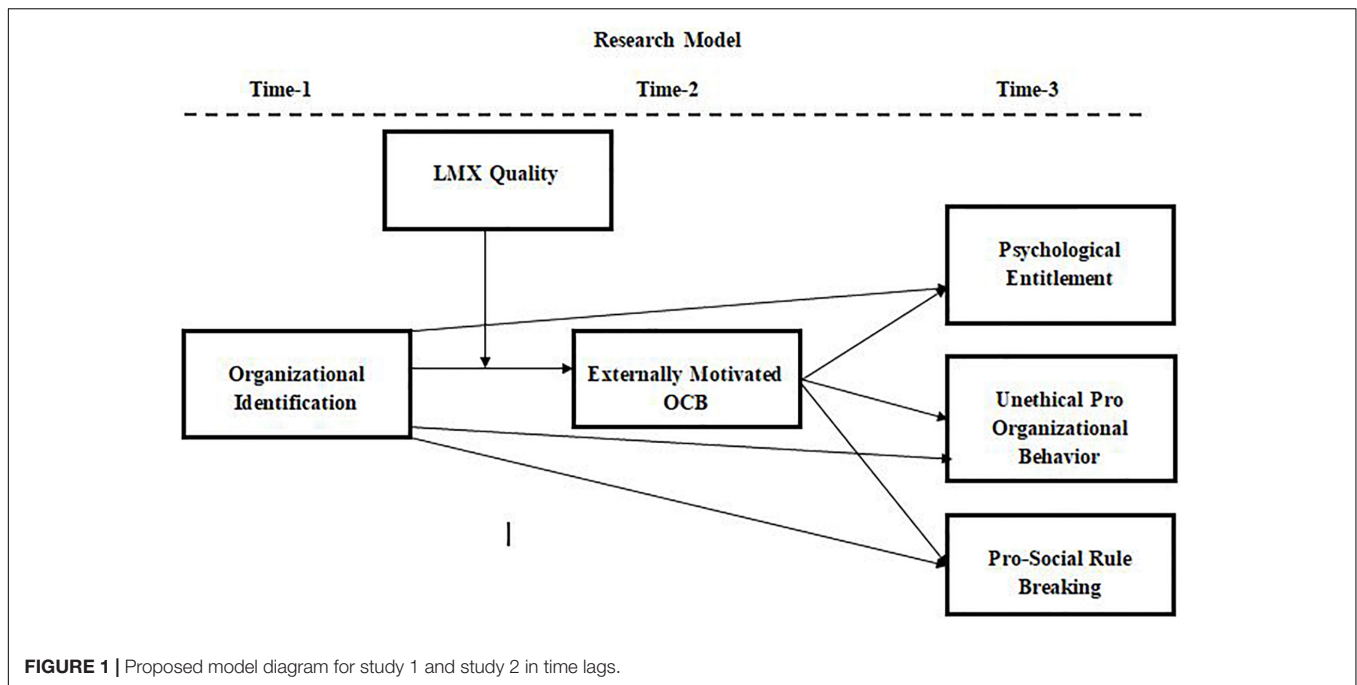 Research Model
Time-1 Time-2 Time-3
LMX Quality
Psychological
Entitlement
Organizational
Identification
Externally Motivated
OCB
Unethical Pro
Organizational
Behavior
Pro-Social Rule
Breaking
FIGURE 1 | Proposed model diagram for study 1 and study 2 in time lags.